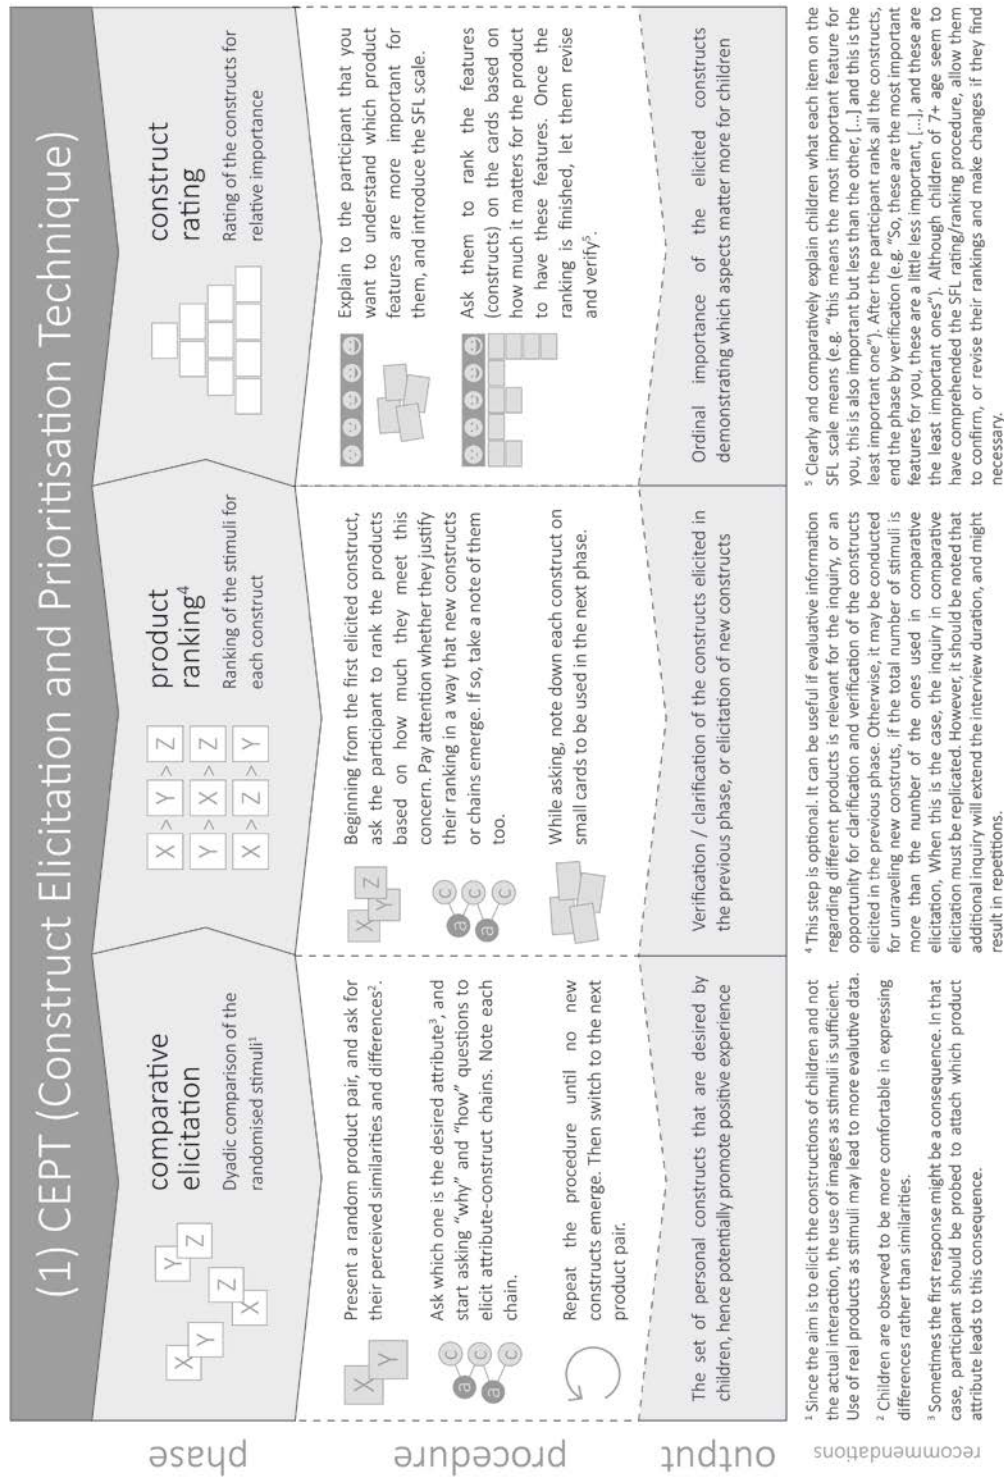 (1) CEPT (Construct Elicitation and Prioritisation Technique)
phase
comparative
elicitation
Dyadic comparison of the
randomised stimuli¹
X
Y
Y
Z
Z
X
product
ranking⁴
Ranking of the stimuli for
each construct
X > Y > Z
Y > X > Z
X > Z > Y
construct
rating
Rating of the constructs for
relative importance
procedure
X
Y
Present a random product pair, and ask for
their perceived similarities and differences².
a c
a c
c
Ask which one is the desired attribute³, and
start asking "why" and "how" questions to
elicit attribute-construct chains. Note each
chain.
Repeat the procedure until no new
constructs emerge. Then switch to the next
product pair.
X
Y
Z
Beginning from the first elicited construct,
ask the participant to rank the products
based on how much they meet this
concern. Pay attention whether they justify
their ranking in a way that new constructs
or chains emerge. If so, take a note of them
too.
a c
a c
c
While asking, note down each construct on
small cards to be used in the next phase.
Explain to the participant that you
want to understand which product
features are more important for
them, and introduce the SFL scale.
Ask them to rank the features
(constructs) on the cards based on
how much it matters for the product
to have these features. Once the
ranking is finished, let them revise
and verify⁵.
output
The set of personal constructs that are desired by
children, hence potentially promote positive experience
Verification / clarification of the constructs elicited in
the previous phase, or elicitation of new constructs
Ordinal importance of the elicited constructs
demonstrating which aspects matter more for children
recommendations
¹ Since the aim is to elicit the constructions of children and not
the actual interaction, the use of images as stimuli is sufficient.
Use of real products as stimuli may lead to more evalutive data.
² Children are observed to be more comfortable in expressing
differences rather than similarities.
³ Sometimes the first response might be a consequence. In that
case, participant should be probed to attach which product
attribute leads to this consequence.
⁴ This step is optional. It can be useful if evaluative information
regarding different products is relevant for the inquiry, or an
opportunity for clarification and verification of the constructs
elicited in the previous phase. Otherwise, it may be conducted
for unraveling new construts, if the total number of stimuli is
more than the number of the ones used in comparative
elicitation, When this is the case, the inquiry in comparative
elicitation must be replicated. However, it should be noted that
additional inquiry will extend the interview duration, and might
result in repetitions.
⁵ Clearly and comparatively explain children what each item on the
SFL scale means (e.g. "this means the most important feature for
you, this is also important but less than the other, [...] and this is the
least important one"). After the participant ranks all the constructs,
end the phase by verification (e.g. "So, these are the most important
features for you, these are a little less important, [...], and these are
the least important ones"). Although children of 7+ age seem to
have comprehended the SFL rating/ranking procedure, allow them
to confirm, or revise their rankings and make changes if they find
necessary.